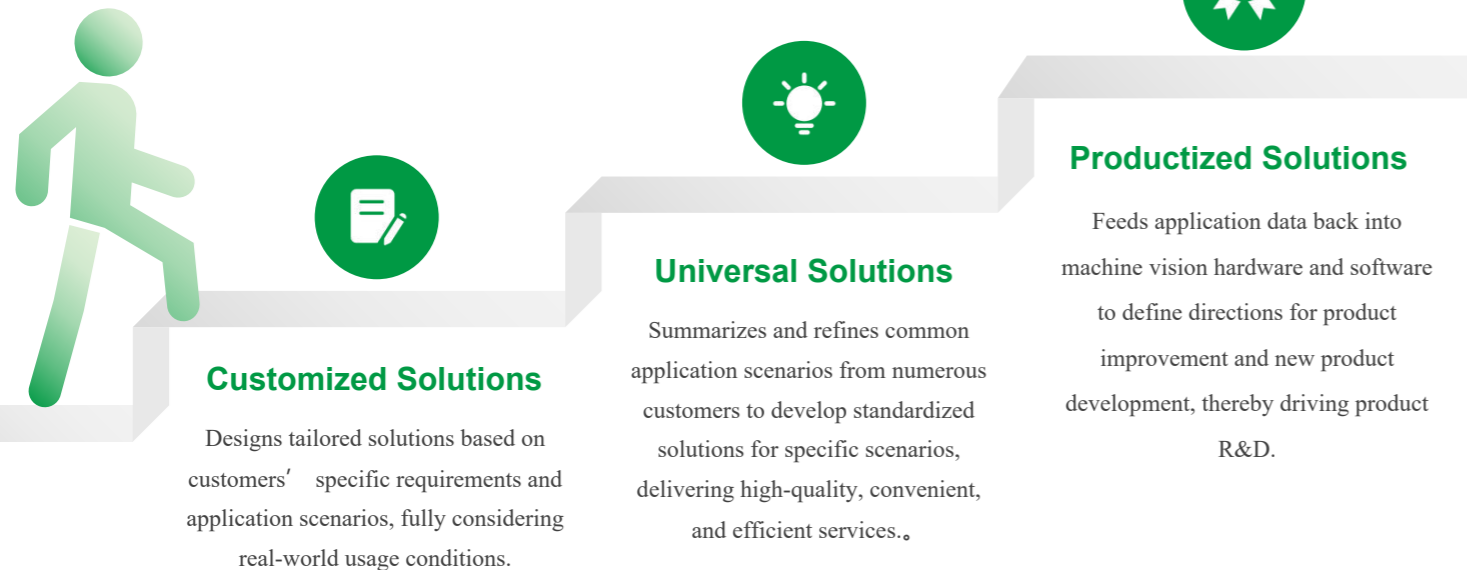 Customized Solutions
Designs tailored solutions based on
customers′ specific requirements and
application scenarios, fully considering
real-world usage conditions.
Universal Solutions
Summarizes and refines common
application scenarios from numerous
customers to develop standardized
solutions for specific scenarios,
delivering high-quality, convenient,
and efficient services.。
Productized Solutions
Feeds application data back into
machine vision hardware and software
to define directions for product
improvement and new product
development, thereby driving product
R&D.